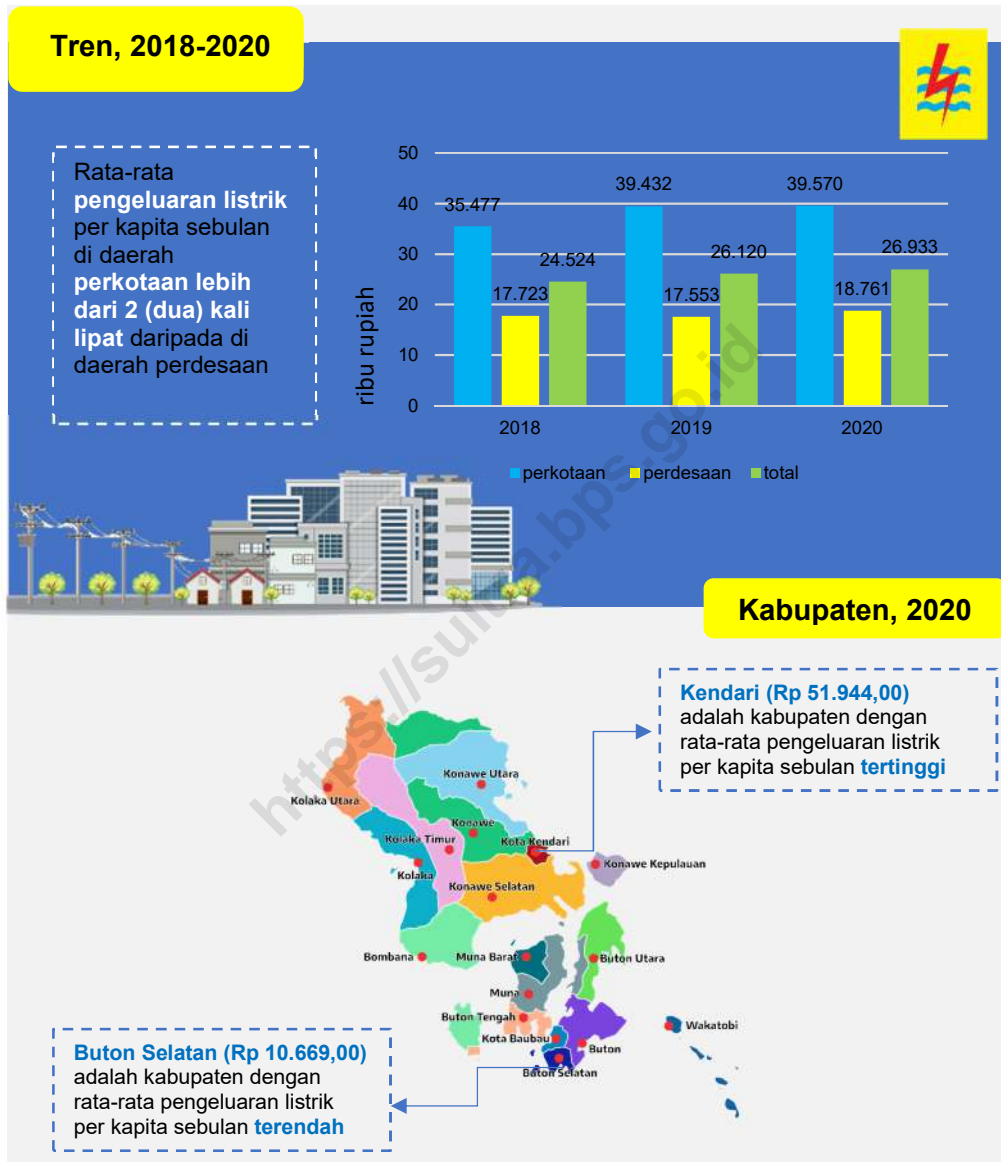 Tren, 2018-2020
Rata-rata
pengeluaran listrik
per kapita sebulan
di daerah
perkotaan lebih
dari 2 (dua) kali
lipat daripada di
daerah perdesaan
ribu rupiah
50
40
30
20
10
0
35.477
17.723
24.524
39.432
17.553
26.120
39.570
18.761
26.933
2018
2019
2020
perkotaan
perdesaan
total
https://sultra.bps.go.id
Kabupaten, 2020
Kendari (Rp 51.944,00)
adalah kabupaten dengan
rata-rata pengeluaran listrik
per kapita sebulan tertinggi
Konawe Utara
Kolaka Utara
Konawe
Kolaka Timur
Kota Kendari
Konawe Kepulauan
Kolaka
Konawe Selatan
Bombana
Muna Barat
Buton Utara
Muna
Buton Tengah
Wakatobi
Kota Baubau
Buton
Buton Selatan
Buton Selatan (Rp 10.669,00)
adalah kabupaten dengan
rata-rata pengeluaran listrik
per kapita sebulan terendah